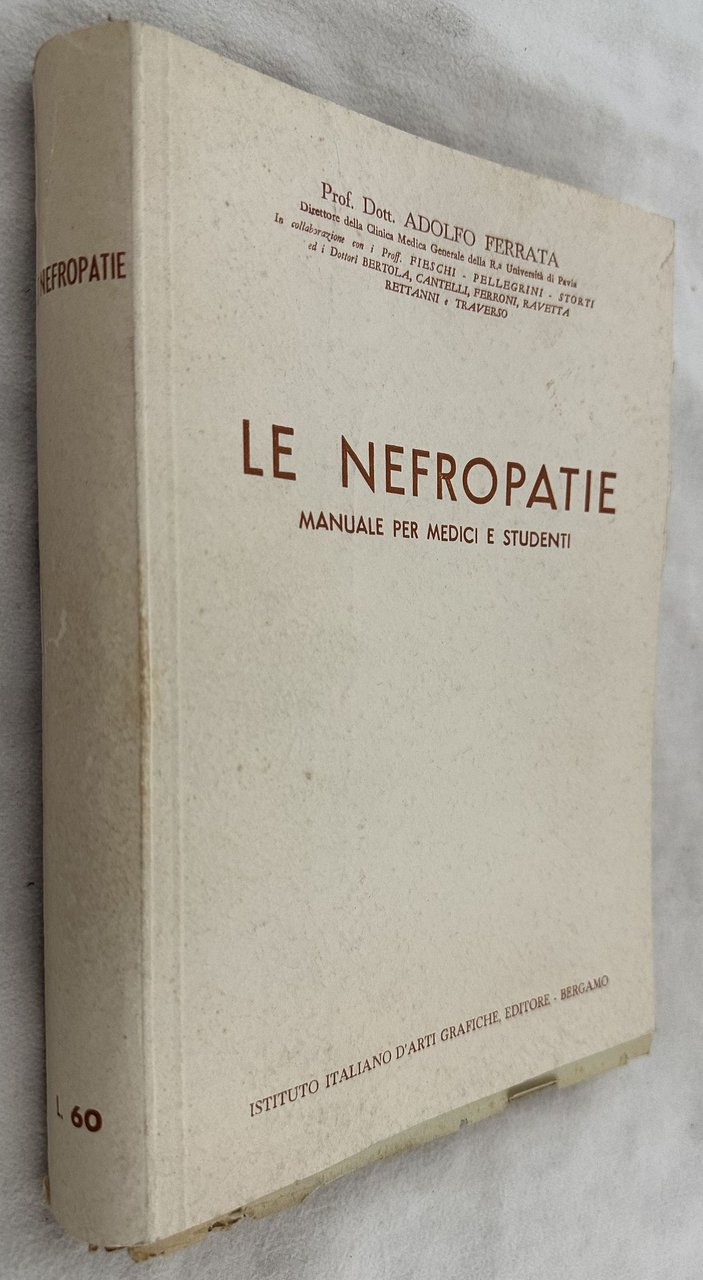 Prof. Dott. ADOLFO FERRATA
Direttore della Clinica Medica Generale della R.a Università di Pavia
In collaborazione con i Proff. PIESCHI - PELLEGRINI - STORTI
ed i Dottori BERTOLA, CANTELLI, FERRONI, RAVETTA
RETTANNI e TRAVERSO
LE NEFROPATIE
MANUALE PER MEDICI E STUDENTI
ISTITUTO ITALIANO D'ARTI GRAFICHE, EDITORE - BERGAMO
NEFROPATIE
L. 60